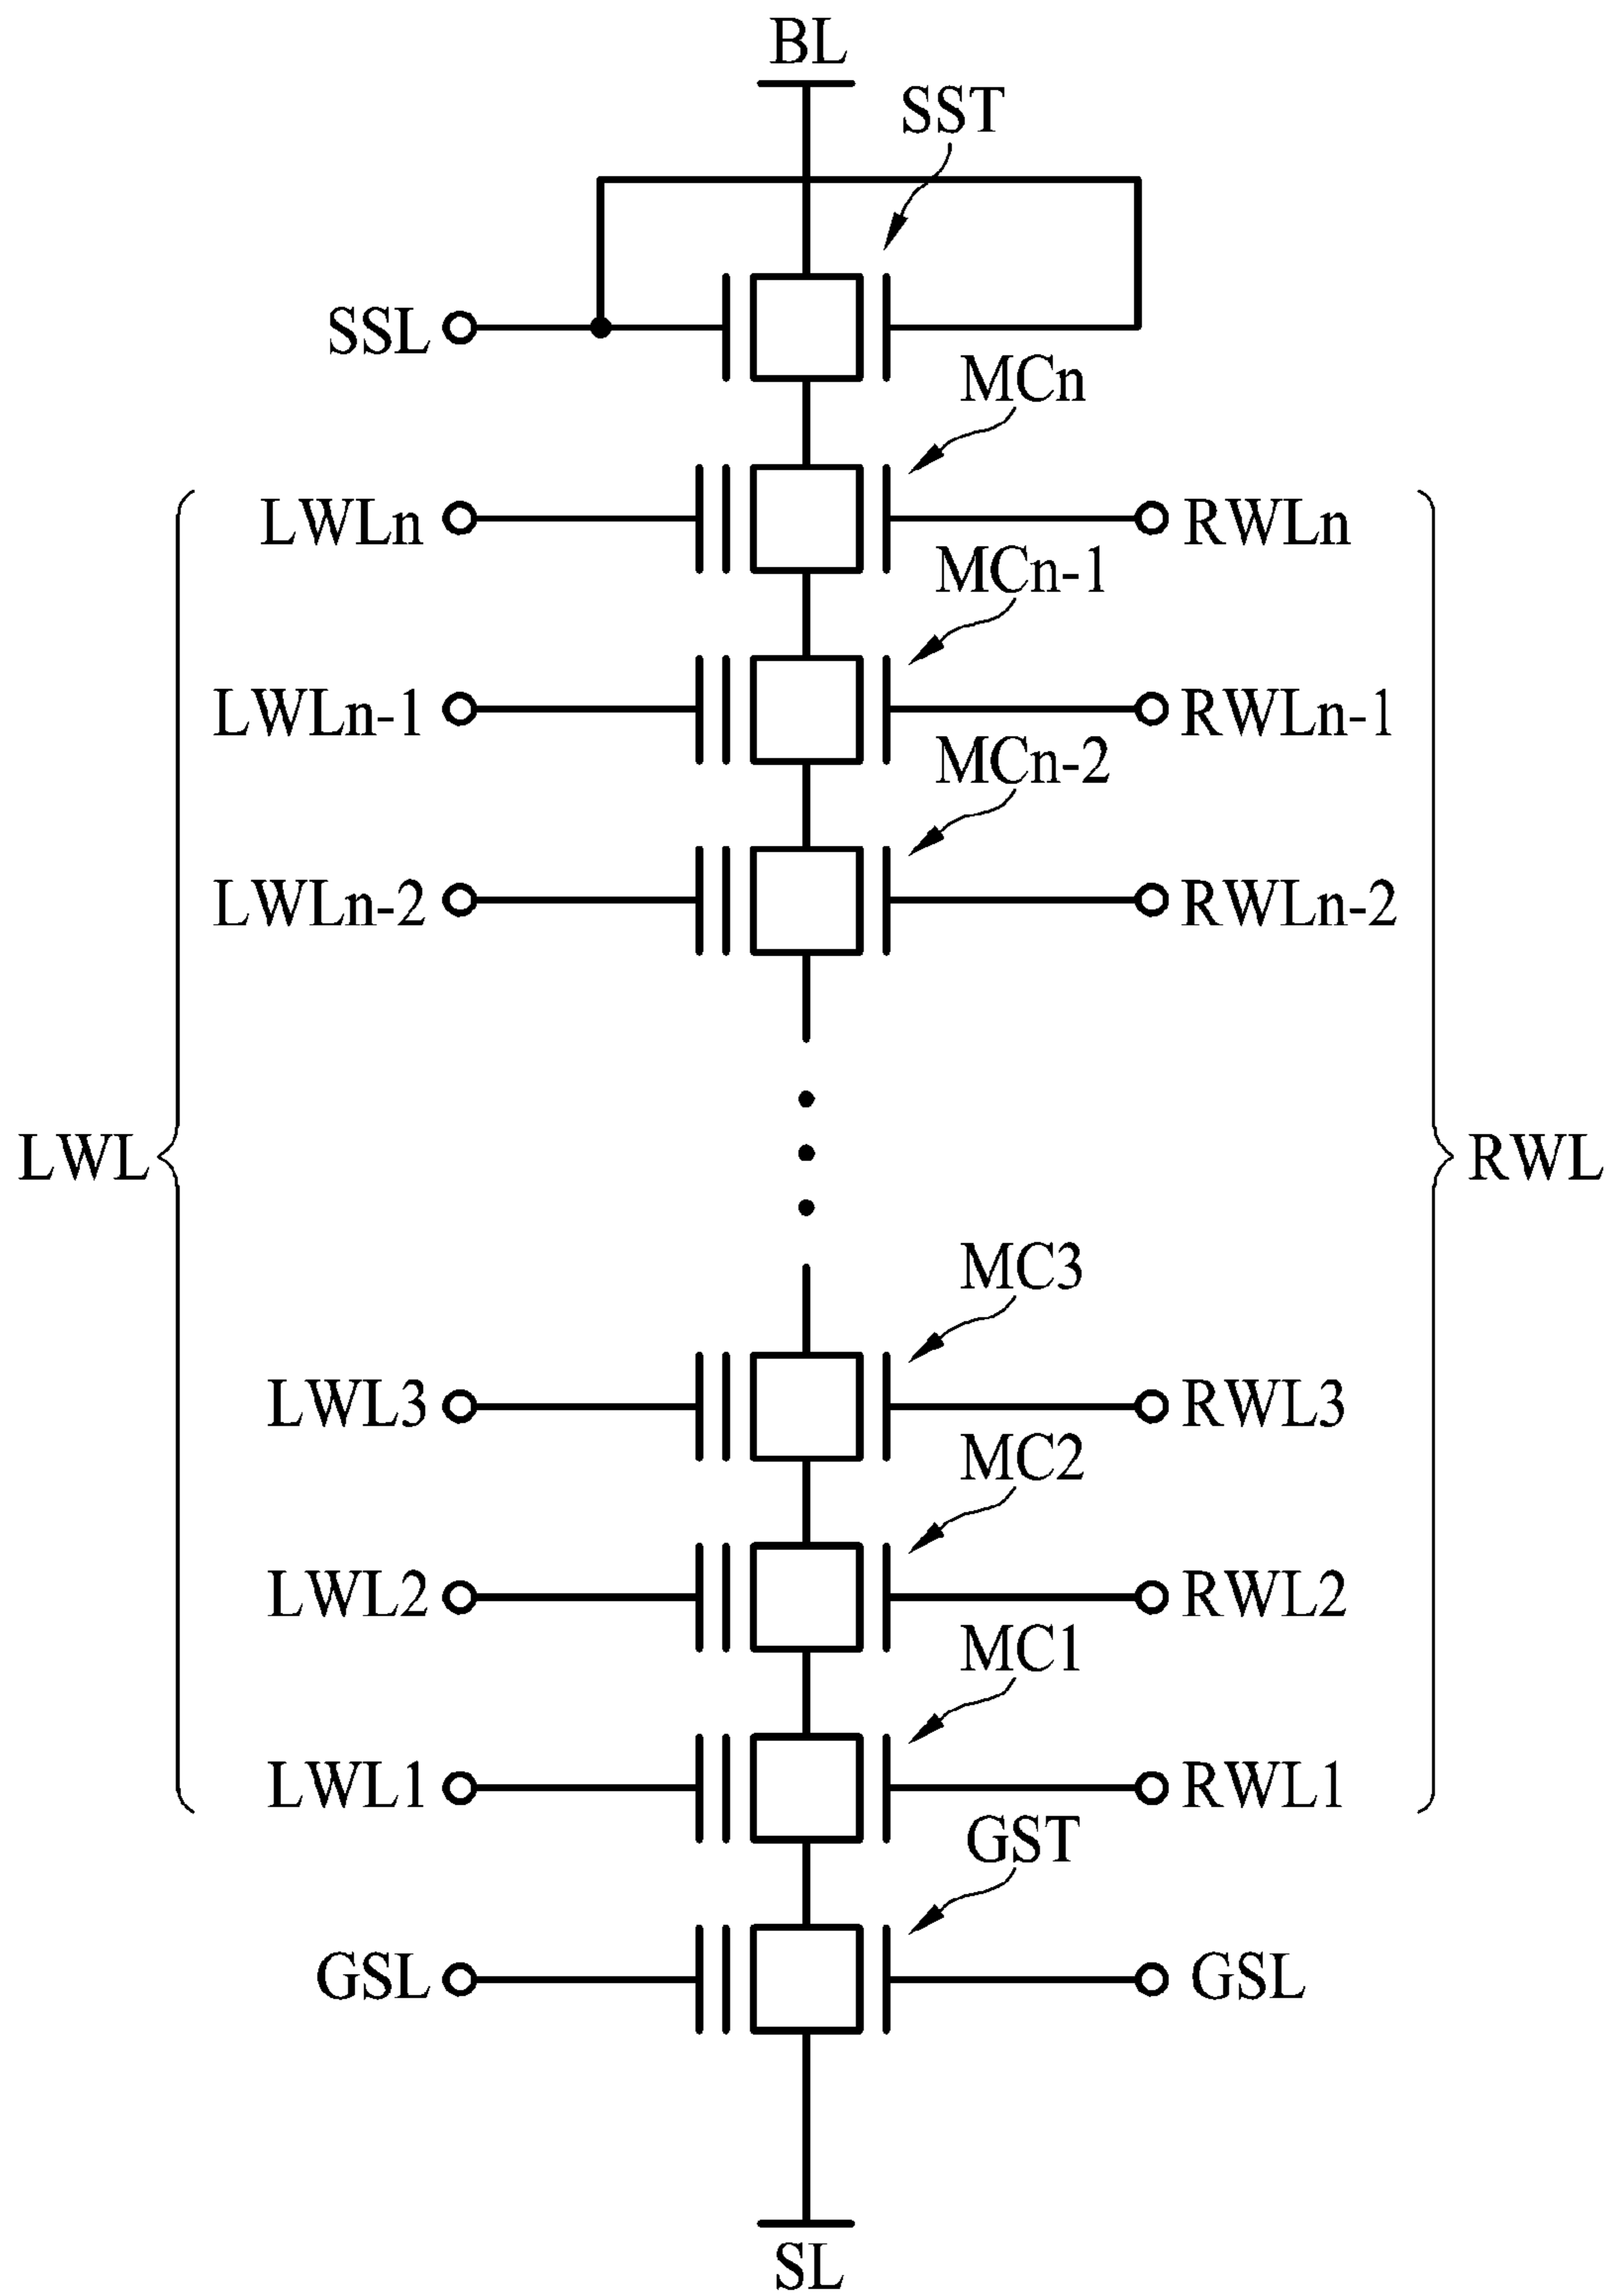 BL
SST
SSL
MCn
LWLn
RWLn
MCn-1
LWLn-1
RWLn-1
MCn-2
LWLn-2
RWLn-2
LWL
RWL
MC3
LWL3
RWL3
MC2
LWL2
RWL2
MC1
LWL1
RWL1
GST
GSL
GSL
SL